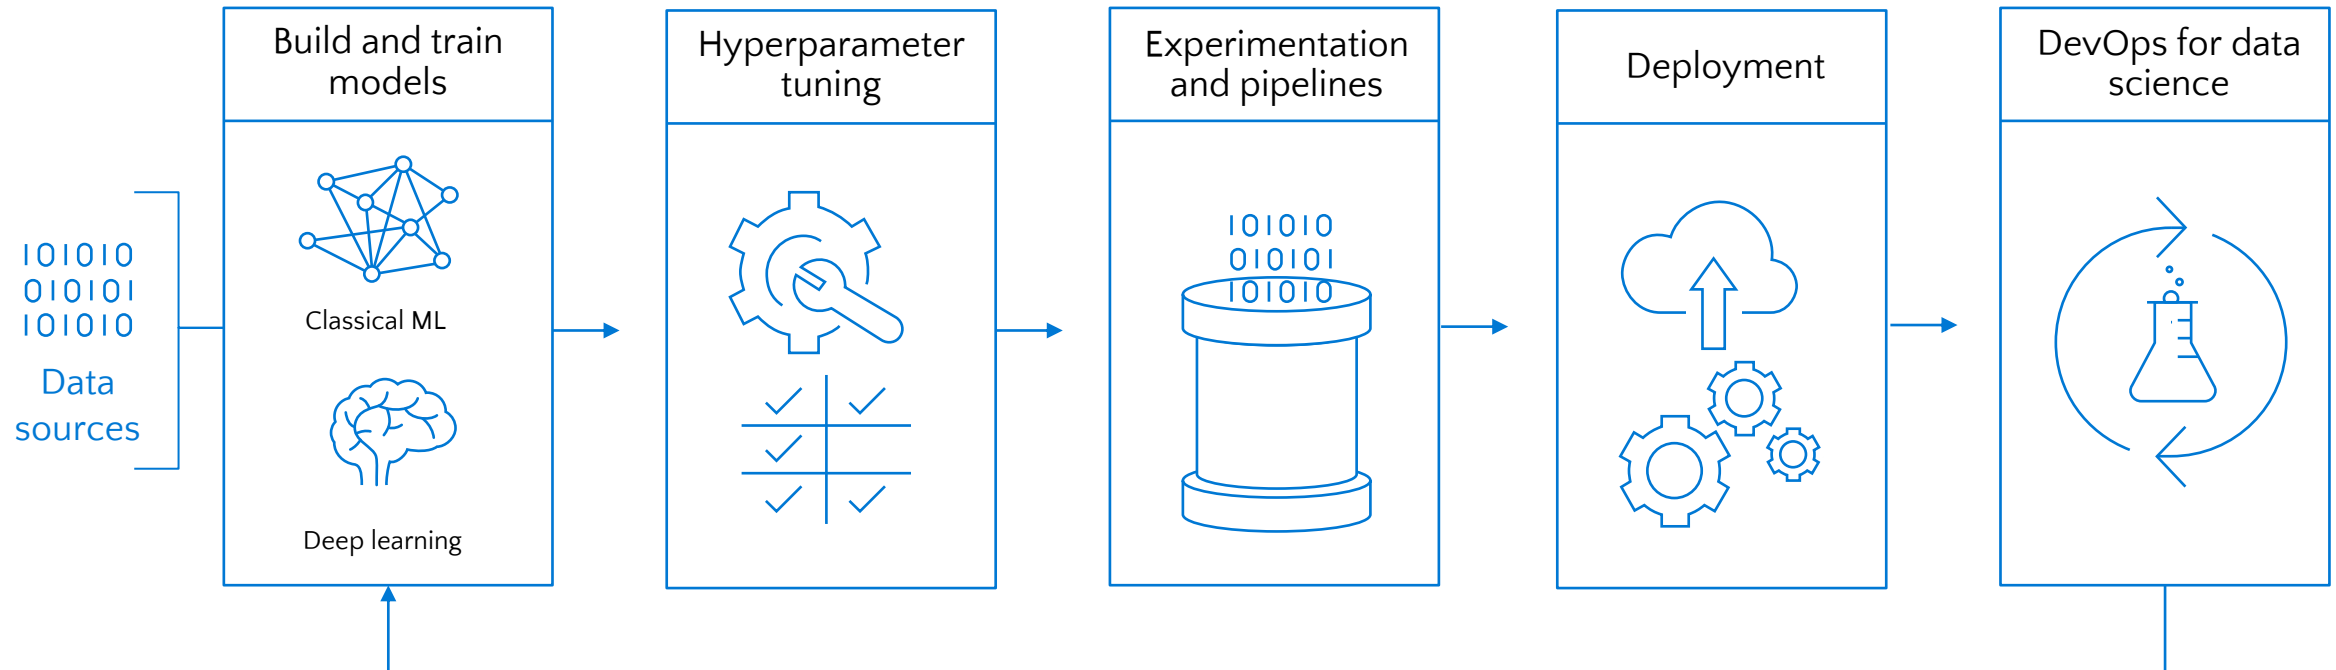 Build and train
models
Hyperparameter
tuning
Experimentation
and pipelines
Deployment
DevOps for data
science
101010
010101
101010
Data
sources
Classical ML
Deep learning
101010
010101
101010